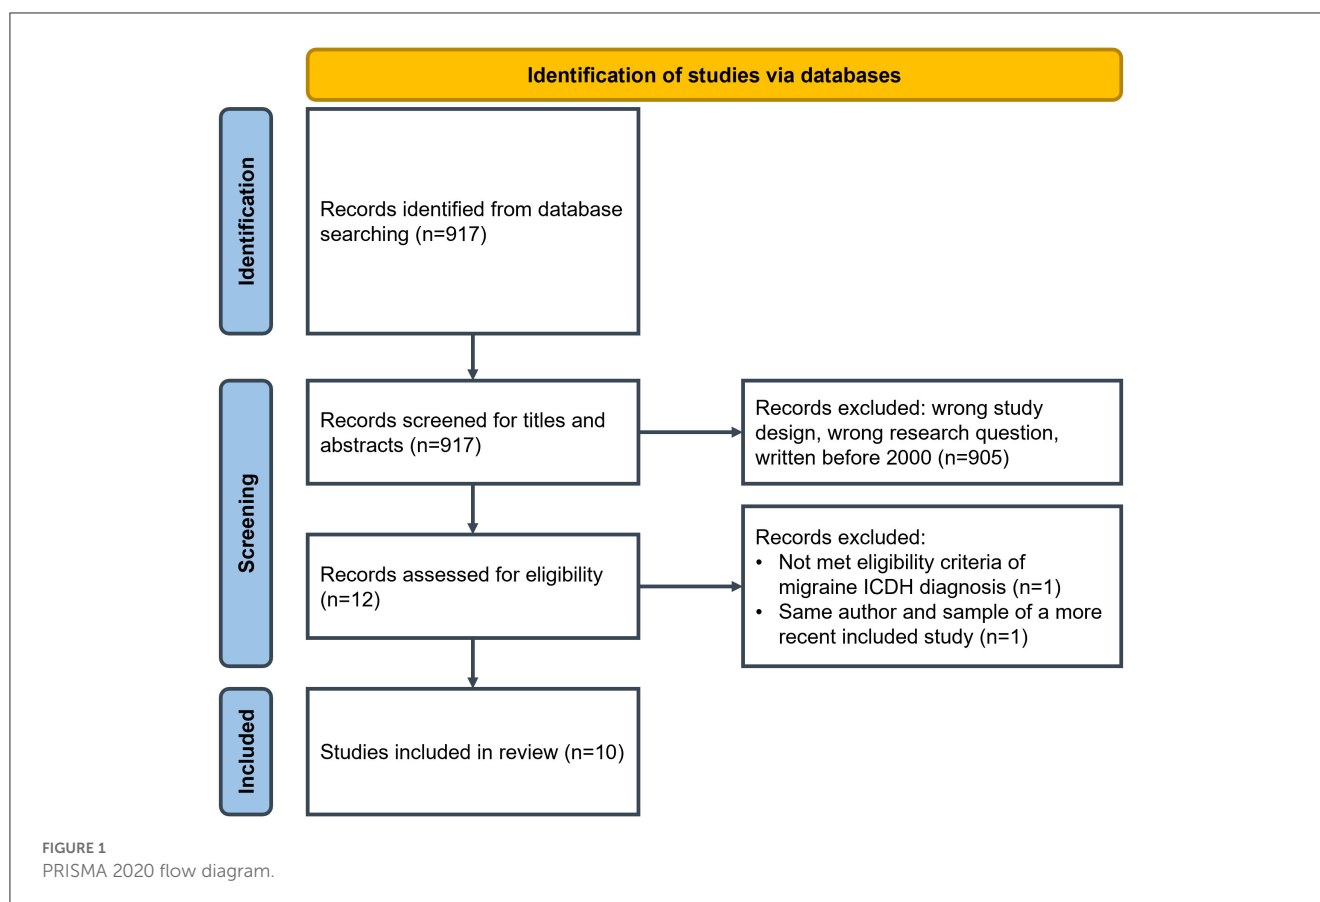 Identification of studies via databases
Identification
Records identified from database
searching (n=917)
Screening
Records screened for titles and
abstracts (n=917)
Records excluded: wrong study
design, wrong research question,
written before 2000 (n=905)
Records assessed for eligibility
(n=12)
Records excluded:
• Not met eligibility criteria of
migraine ICDH diagnosis (n=1)
• Same author and sample of a more
recent included study (n=1)
Included
Studies included in review (n=10)
FIGURE 1
PRISMA 2020 flow diagram.